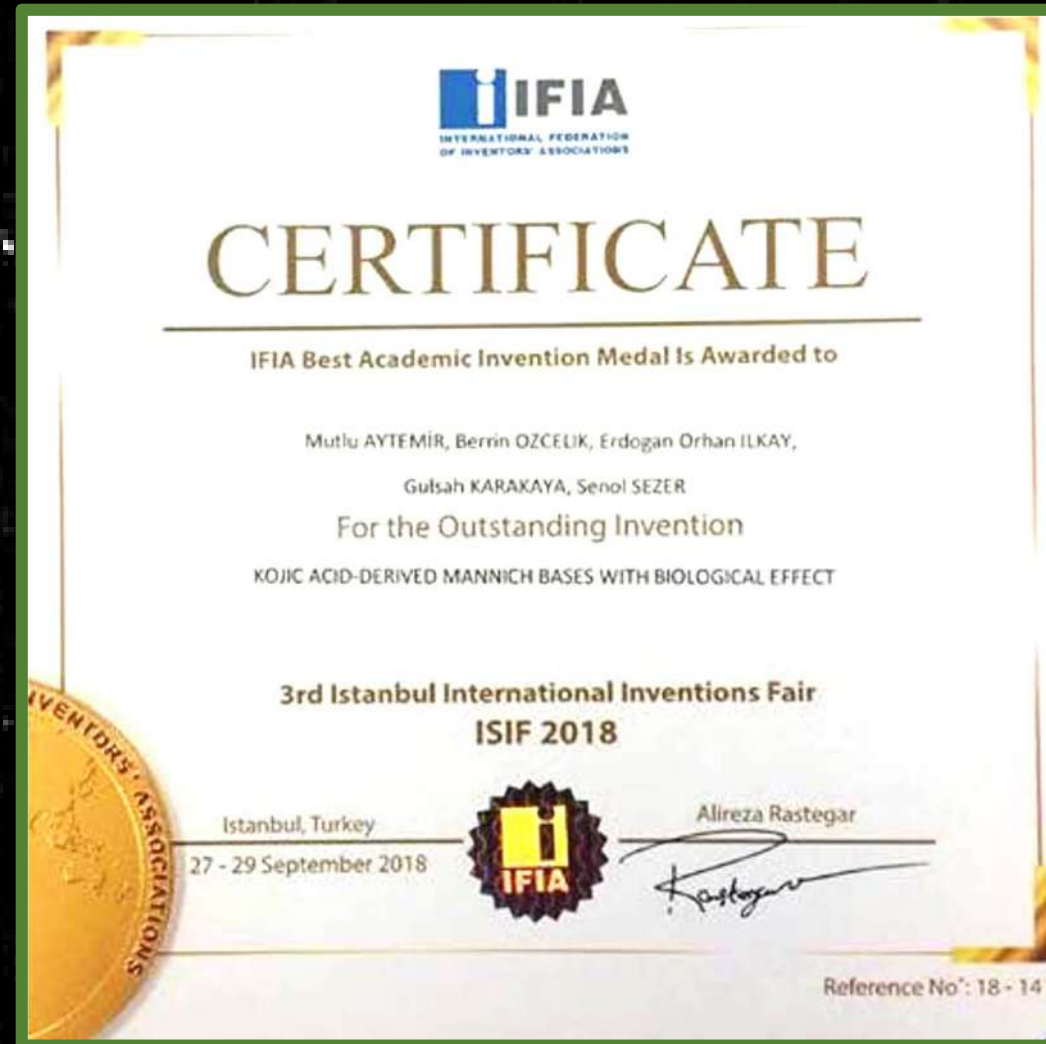 IFIA
INTERNATIONAL FEDERATION
OF INVENTORS' ASSOCIATIONS
CERTIFICATE
IFIA Best Academic Invention Medal Is Awarded to
Mutlu AYTEMİR, Berrin OZCELIK, Erdogan Orhan ILKAY,
Gulsah KARAKAYA, Senol SEZER
For the Outstanding Invention
KOJIC ACID-DERIVED MANNICH BASES WITH BIOLOGICAL EFFECT
3rd Istanbul International Inventions Fair
ISIF 2018
INVENTORS' ASSOCIATIONS
Istanbul, Turkey
27 - 29 September 2018
IFIA
Alireza Rastegar
Reference No°: 18 - 14